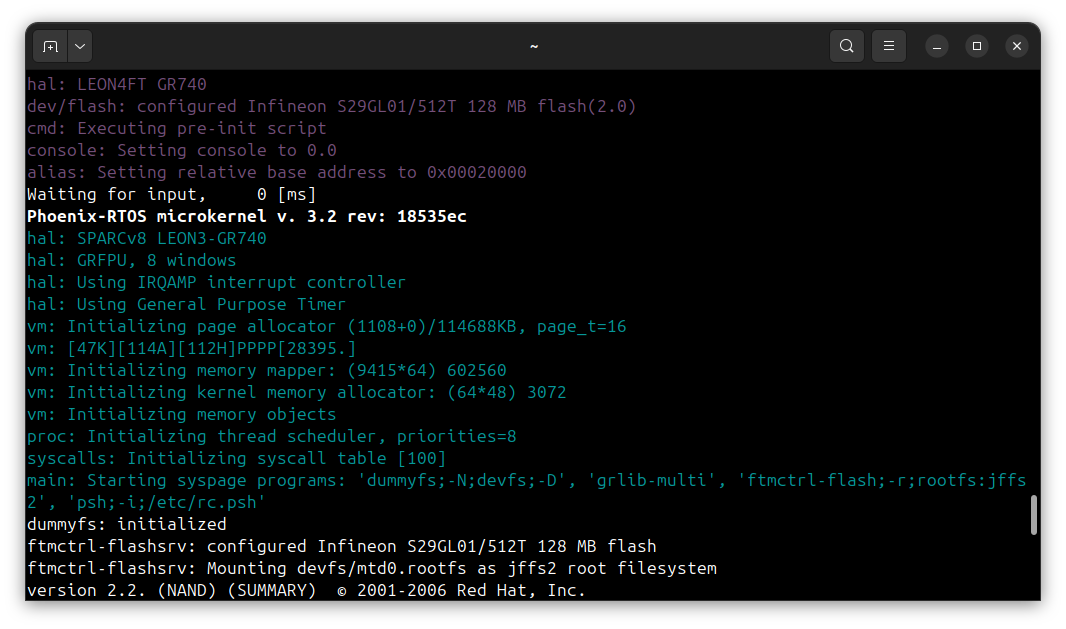 ~
hal: LEON4FT GR740
dev/flash: configured Infineon S29GL01/512T 128 MB flash(2.0)
cmd: Executing pre-init script
console: Setting console to 0.0
alias: Setting relative base address to 0x00020000
Waiting for input,     0 [ms]
Phoenix-RTOS microkernel v. 3.2 rev: 18535ec
hal: SPARCv8 LEON3-GR740
hal: GRFPU, 8 windows
hal: Using IRQAMP interrupt controller
hal: Using General Purpose Timer
vm: Initializing page allocator (1108+0)/114688KB, page_t=16
vm: [47K][114A][112H]PPPP[28395.]
vm: Initializing memory mapper: (9415*64) 602560
vm: Initializing kernel memory allocator: (64*48) 3072
vm: Initializing memory objects
proc: Initializing thread scheduler, priorities=8
syscalls: Initializing syscall table [100]
main: Starting syspage programs: 'dummyfs;-N;devfs;-D', 'grlib-multi', 'ftmctrl-flash;-r;rootfs:jffs
2', 'psh;-i;/etc/rc.psh'
dummyfs: initialized
ftmctrl-flashsrv: configured Infineon S29GL01/512T 128 MB flash
ftmctrl-flashsrv: Mounting devfs/mtd0.rootfs as jffs2 root filesystem
version 2.2. (NAND) (SUMMARY)  © 2001-2006 Red Hat, Inc.